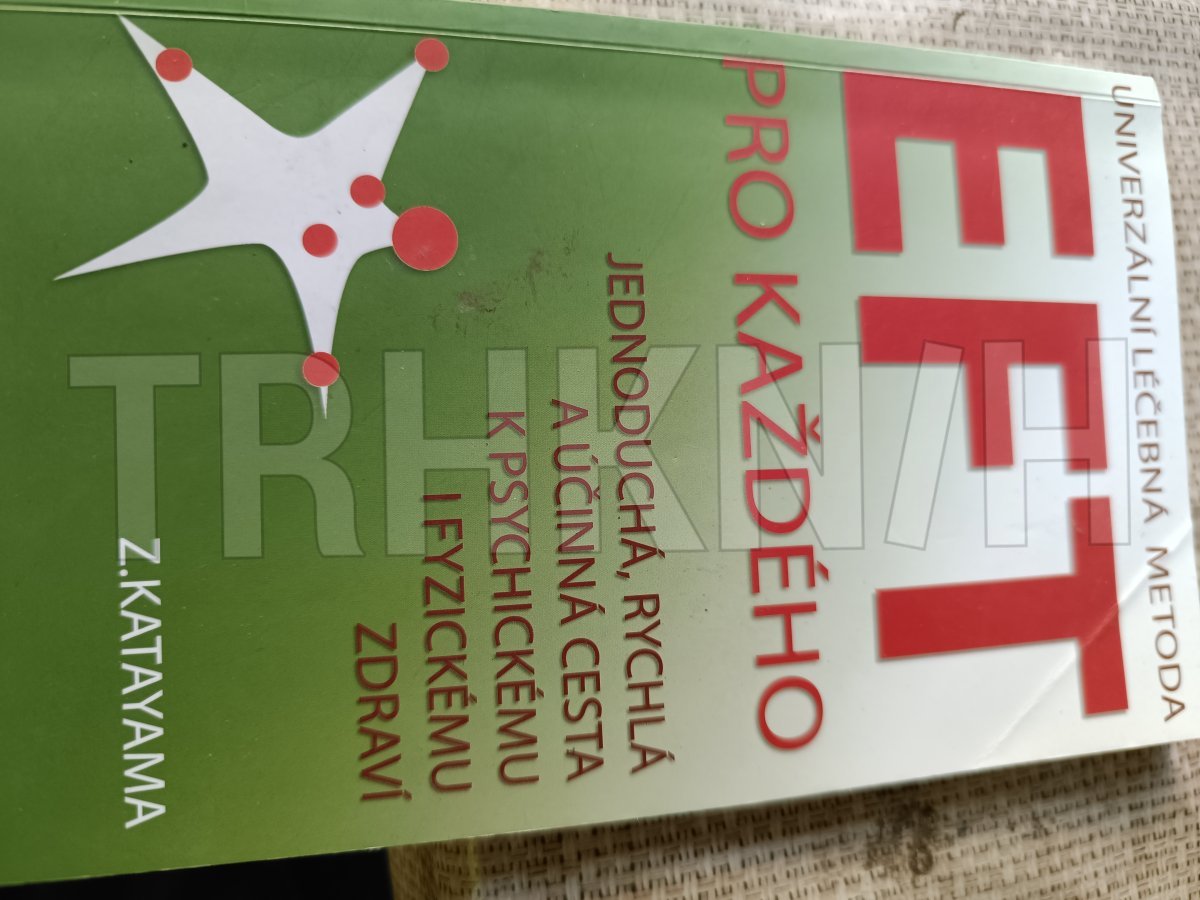 UNIVERZÁLNÍ LÉČEBNÁ METODA
EFT
PRO KAŽDÉHO
JEDNODUCHÁ, RYCHLÁ
A ÚČINNÁ CESTA
K PSYCHICKÉMU
I FYZICKÉMU
ZDRAVÍ
Z.KATAYAMA
TRHKNIH